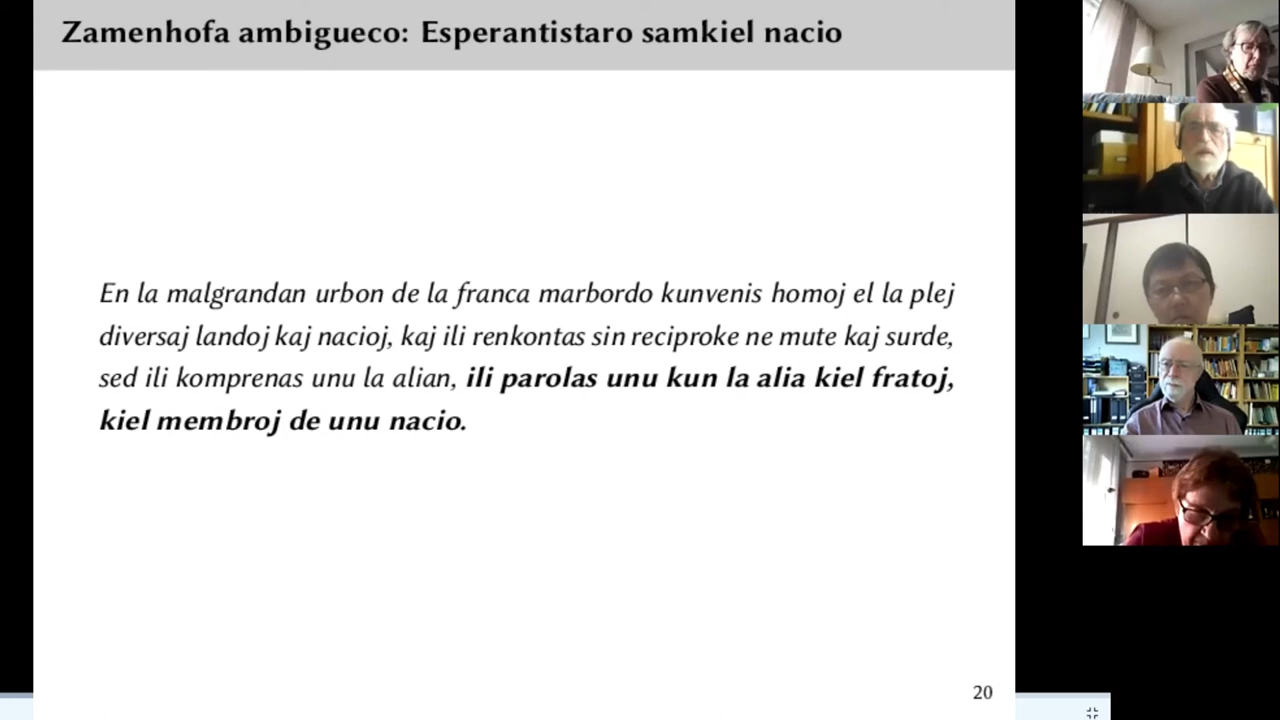 Zamenhofa ambigueco: Esperantistaro samkiel nacio
En la malgrandan urbon de la franca marbordo kunvenis homoj el la plej
diversaj landoj kaj nacioj, kaj ili renkontas sin reciproke ne mute kaj surde,
sed ili komprenas unu la alian, ili parolas unu kun la alia kiel fratoj,
kiel membroj de unu nacio.
20